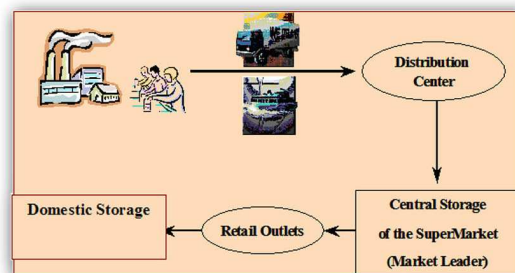 Distribution
Center
Central Storage
of the SuperMarket
(Market Leader)
Retail Outlets
Domestic Storage